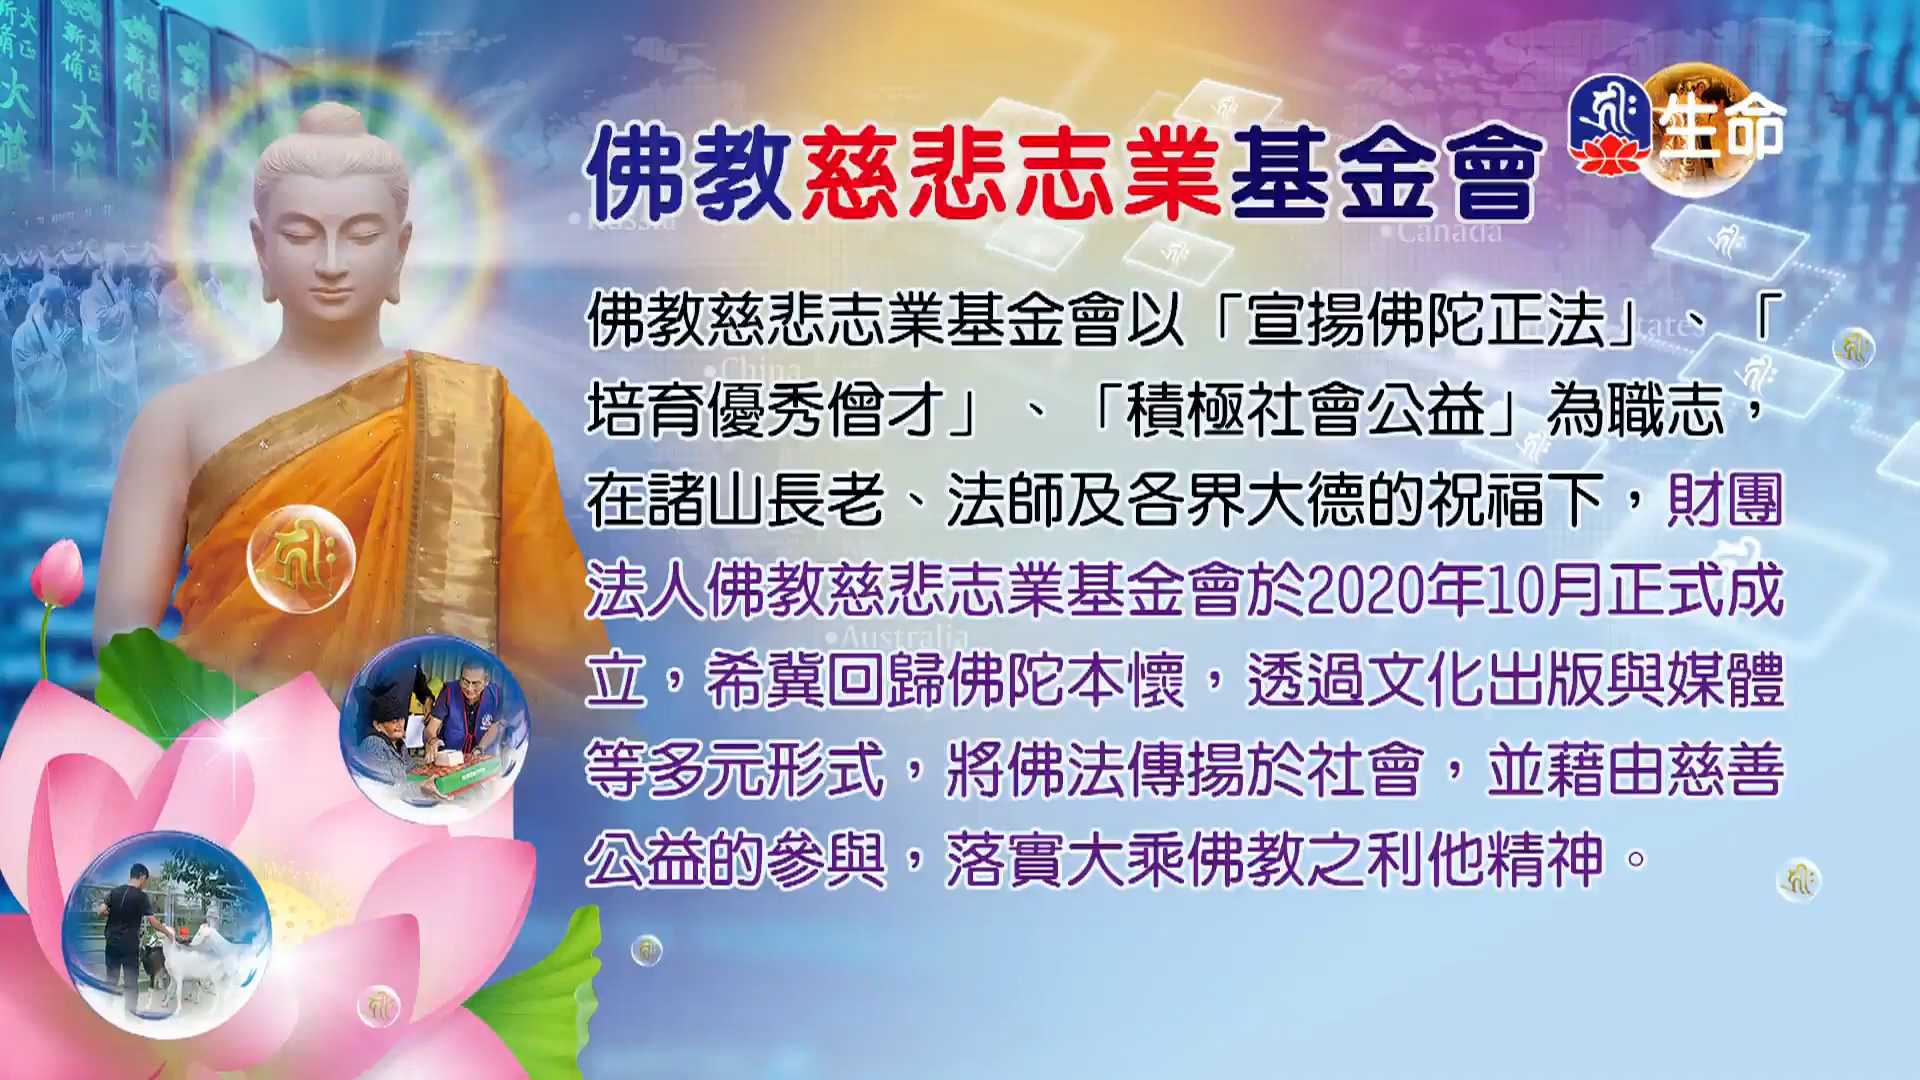 佛教慈悲志業基金會
生命
佛教慈悲志業基金會以「宣揚佛陀正法」、「
培育優秀僧才」、「積極社會公益」為職志，
在諸山長老、法師及各界大德的祝福下，財團
法人佛教慈悲志業基金會於2020年10月正式成
立，希冀回歸佛陀本懷，透過文化出版與媒體
等多元形式，將佛法傳揚於社會，並藉由慈善
公益的參與，落實大乘佛教之利他精神。
Russia
Canada
China
Australia